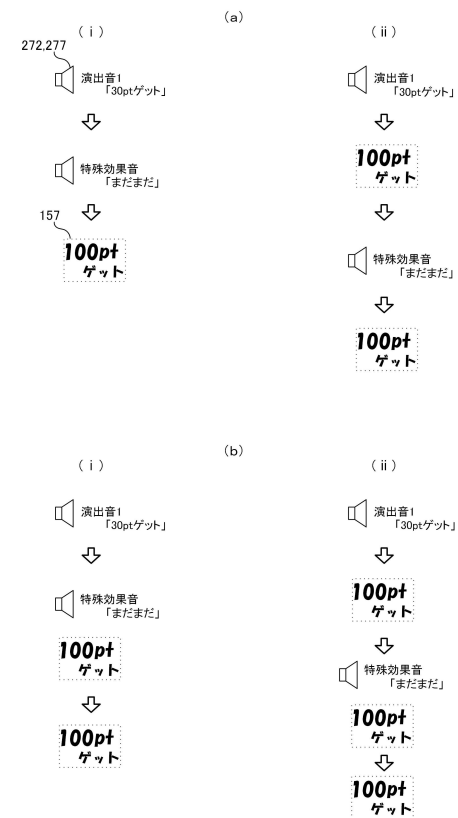 (a)
(ⅰ)
272,277
演出音1
「30ptゲット」
特殊効果音
「まだまだ」
157
100pt
ゲット
(ⅱ)
演出音1
「30ptゲット」
100pt
ゲット
特殊効果音
「まだまだ」
100pt
ゲット
(b)
(ⅰ)
演出音1
「30ptゲット」
特殊効果音
「まだまだ」
100pt
ゲット
100pt
ゲット
(ⅱ)
演出音1
「30ptゲット」
100pt
ゲット
特殊効果音
「まだまだ」
100pt
ゲット
100pt
ゲット